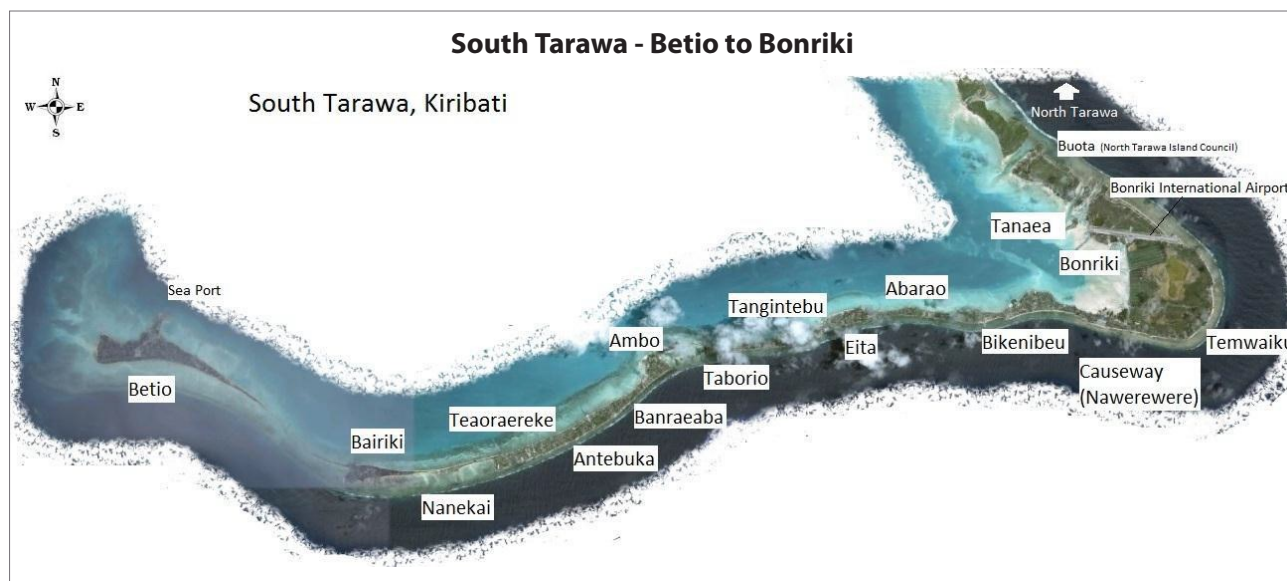 South Tarawa - Betio to Bonriki
N
W E
S
South Tarawa, Kiribati
North Tarawa
Buota (North Tarawa Island Council)
Bonriki International Airport
Tanaea
Bonriki
Sea Port
Abarao
Tangintebu
Ambo
Eita
Bikenibeu
Temwaiku
Betio
Taborio
Causeway
(Nawerewere)
Teaoraereke
Banraeaba
Bairiki
Antebuka
Nanekai